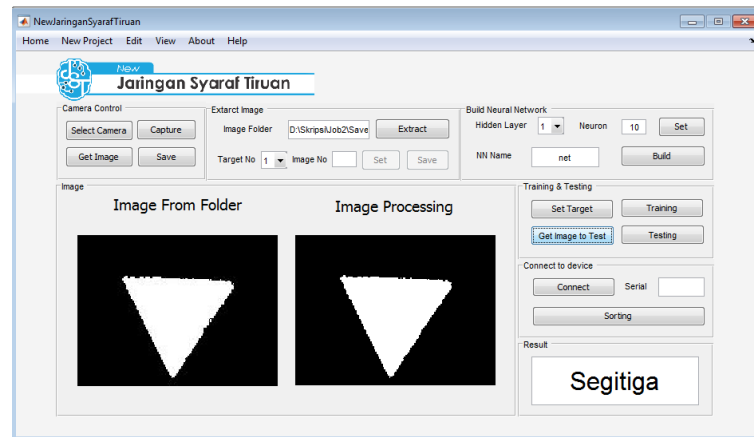 NewJaringanSyarafTiruan
Home New Project Edit View About Help
New
Jaringan Syaraf Tiruan
Camera Control
Select Camera Capture
Get Image Save
Extarct Image
Image Folder D:\Skripsi\Job2\Save Extract
Target No 1 Image No Set Save
Build Neural Network
Hidden Layer 1 Neuron 10 Set
NN Name net Build
Image
Image From Folder Image Processing
Training & Testing
Set Target Training
Get Image to Test Testing
Connect to device
Connect Serial
Sorting
Result
Segitiga